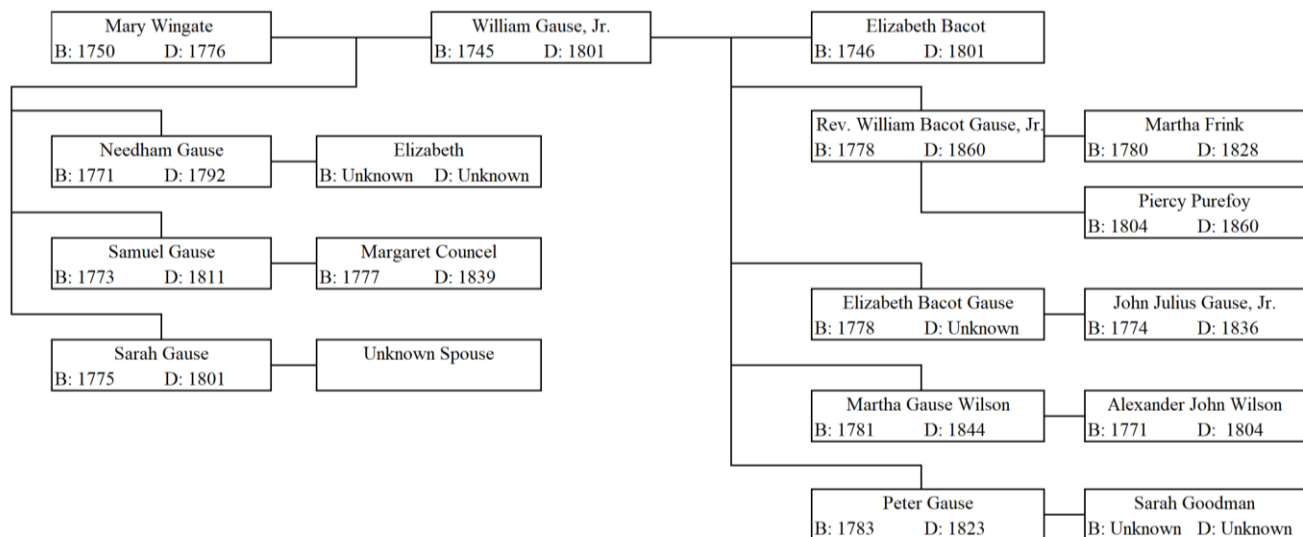 Mary Wingate
B: 1750 D: 1776
William Gause, Jr.
B: 1745 D: 1801
Elizabeth Bacot
B: 1746 D: 1801
Needham Gause
B: 1771 D: 1792
Elizabeth
B: Unknown D: Unknown
Samuel Gause
B: 1773 D: 1811
Margaret Councel
B: 1777 D: 1839
Sarah Gause
B: 1775 D: 1801
Unknown Spouse
Rev. William Bacot Gause, Jr.
B: 1778 D: 1860
Martha Frink
B: 1780 D: 1828
Piercy Purefoy
B: 1804 D: 1860
Elizabeth Bacot Gause
B: 1778 D: Unknown
John Julius Gause, Jr.
B: 1774 D: 1836
Martha Gause Wilson
B: 1781 D: 1844
Alexander John Wilson
B: 1771 D: 1804
Peter Gause
B: 1783 D: 1823
Sarah Goodman
B: Unknown D: Unknown